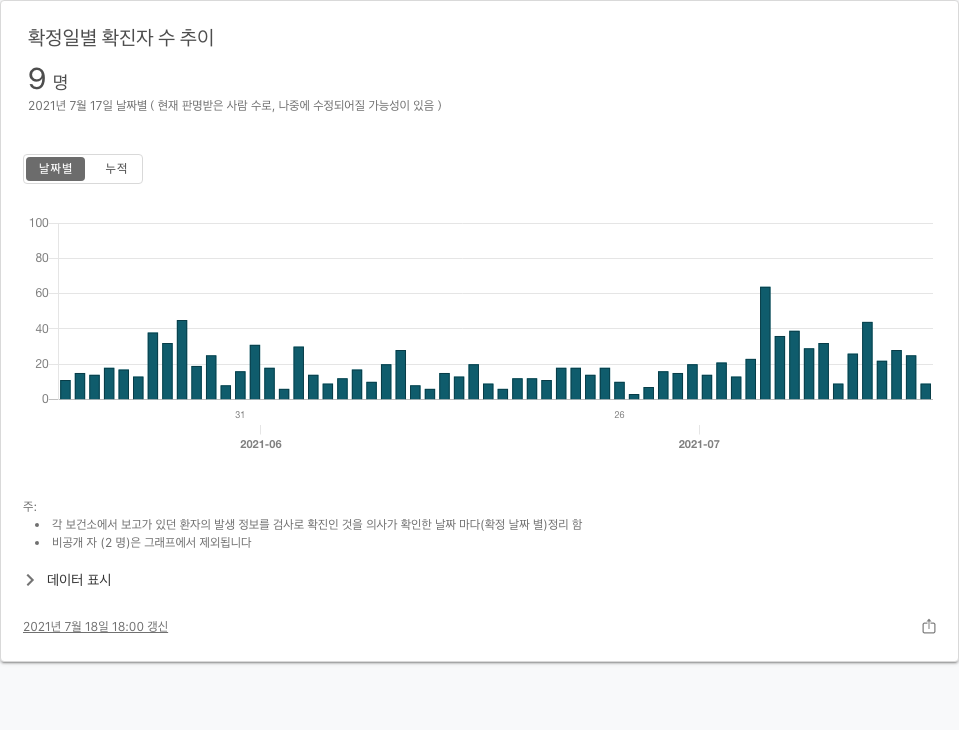 확정일별 확진자 수 추이
9 명
2021년 7월 17일 날짜별 ( 현재 판명받은 사람 수로, 나중에 수정되어질 가능성이 있음 )
날짜별 누적
100
80
60
40
20
0
31 26
2021-06 2021-07
주:
• 각 보건소에서 보고가 있던 환자의 발생 정보를 검사로 확진인 것을 의사가 확인한 날짜 마다(확정 날짜 별)정리 함
• 비공개 자 (2 명)은 그래프에서 제외됩니다
데이터 표시
2021년 7월 18일 18:00 갱신